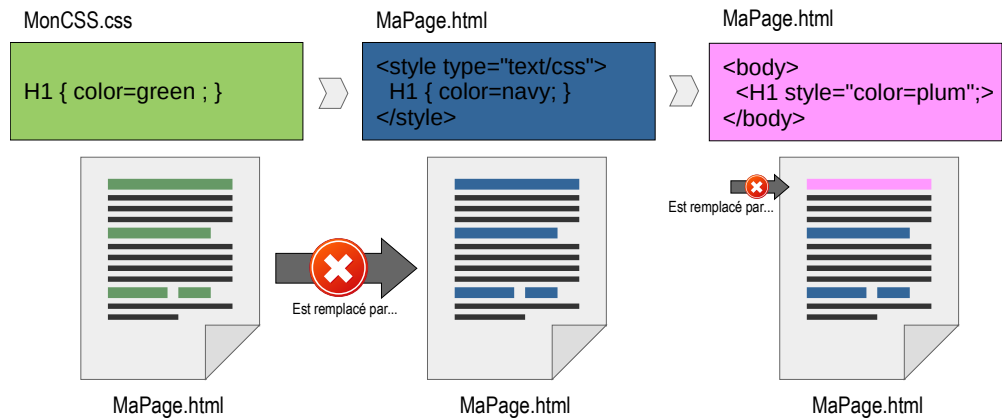 MonCSS.css
MaPage.html
MaPage.html
H1 { color=green ; }
<style type="text/css">
H1 { color=navy; }
</style>
<body>
<H1 style="color=plum";>
</body>
Est remplacé par...
Est remplacé par...
MaPage.html
MaPage.html
MaPage.html